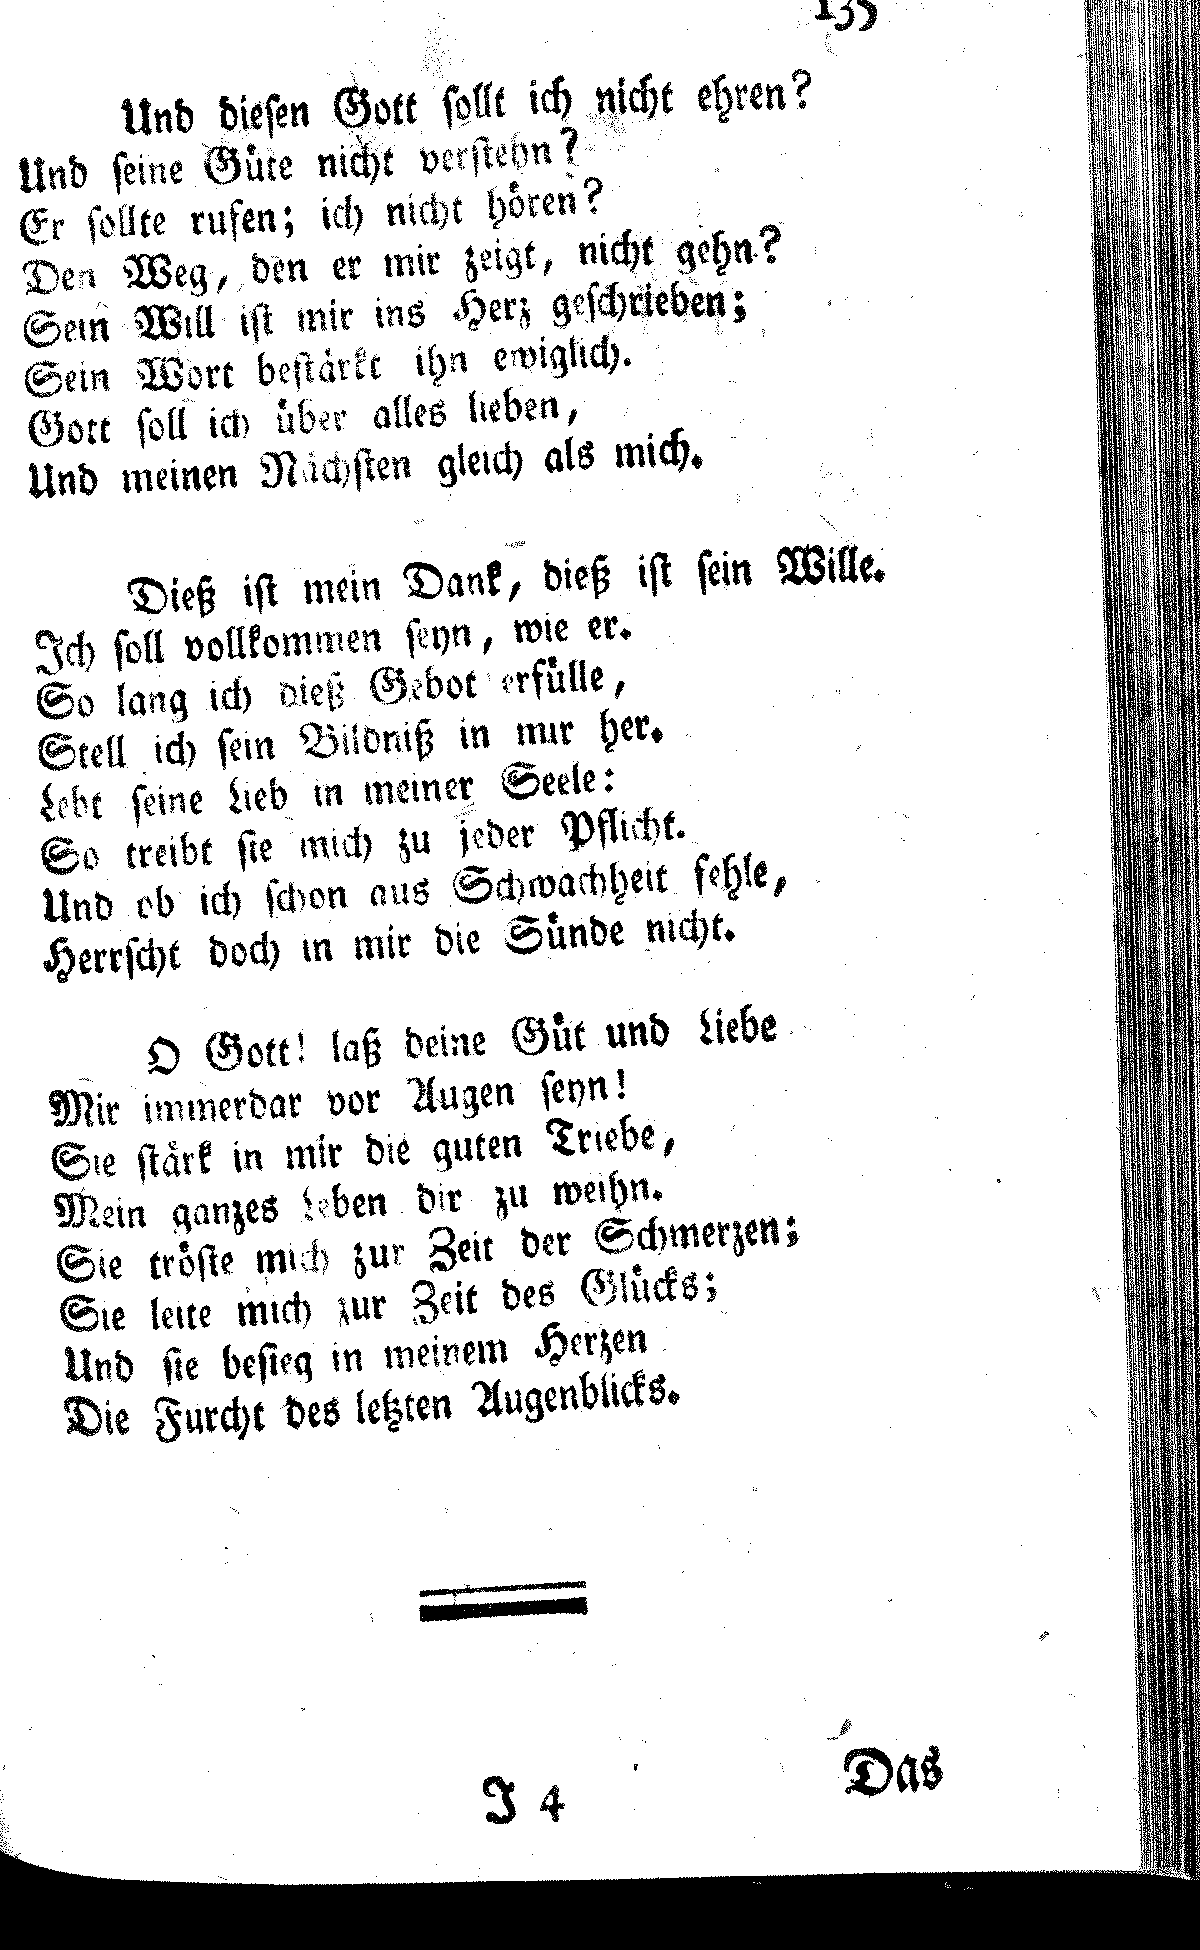 135
Und diesen Gott sollt ich nicht ehren?
Und seine Güte nicht verstehn?
Er sollte rufen; ich nicht hören?
Den Weg, den er mir zeigt, nicht gehn?
Sein Will ist mir ins Herz geschrieben;
Sein Wort bestärkt ihn ewiglich.
Gott soll ich über alles lieben,
Und meinen Nächsten gleich als mich.
Dieß ist mein Dank, dieß ist sein Wille.
Ich soll vollkommen seyn, wie er.
So lang ich dieß Gebot erfülle,
Stell ich sein Bildniß in mir her.
Lebt seine Lieb in meiner Seele:
So treibt sie mich zu jeder Pflicht.
Und ob ich schon aus Schwachheit fehle,
Herrscht doch in mir die Sünde nicht.
O Gott! laß deine Güt und Liebe
Mir immerdar vor Augen seyn!
Sie stärk in mir die guten Triebe,
Mein ganzes Leben dir zu weihn.
Sie tröste mich zur Zeit der Schmerzen;
Sie leite mich zur Zeit des Glücks;
Und sie besieg in meinem Herzen
Die Furcht des letzten Augenblicks.
J 4
Das